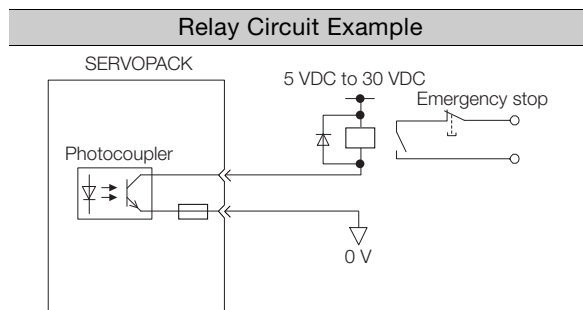 Relay Circuit Example
SERVOPACK
5 VDC to 30 VDC
Emergency stop
Photocoupler
0 V